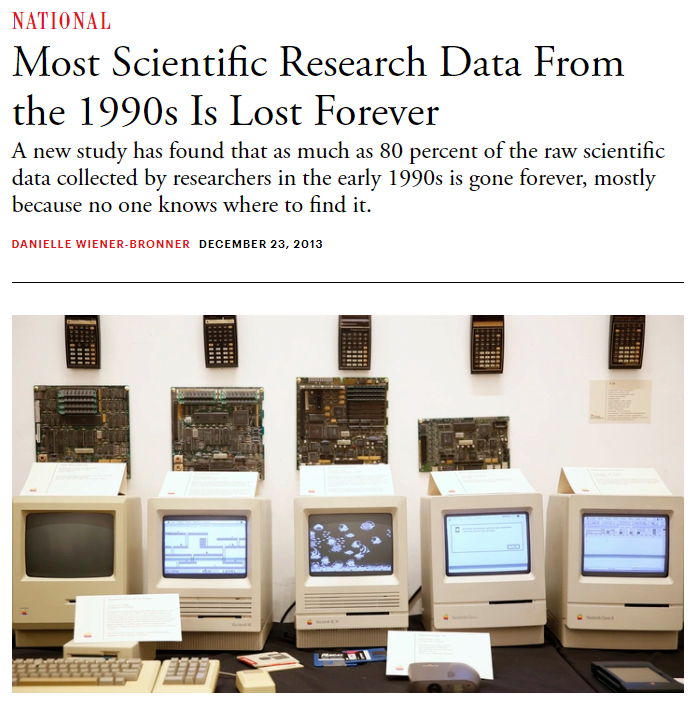 NATIONAL
Most Scientific Research Data From
the 1990s Is Lost Forever
A new study has found that as much as 80 percent of the raw scientific
data collected by researchers in the early 1990s is gone forever, mostly
because no one knows where to find it.
DANIELLE WIENER-BRONNER DECEMBER 23, 2013